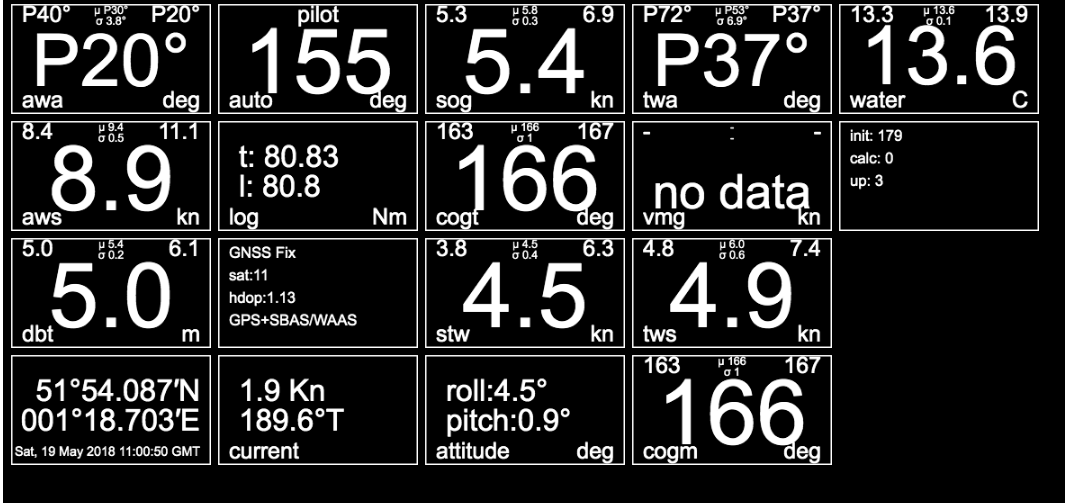 P40° μ P30° P20°
σ 3.8°
P20°
awa deg
pilot
155
auto deg
5.3 μ 5.8 6.9
σ 0.3
5.4
sog kn
P72° μ P53° P37°
σ 6.9°
P37°
twa deg
13.3 μ 13.6 13.9
σ 0.1
13.6
water C
8.4 μ 9.4 11.1
σ 0.5
8.9
aws kn
t: 80.83
l: 80.8
log Nm
163 μ 166 167
σ 1
166
cogt deg
- - -
-
no data
vmg kn
init: 179
calc: 0
up: 3
5.0 μ 5.4 6.1
σ 0.2
5.0
dbt m
GNSS Fix
sat:11
hdop:1.13
GPS+SBAS/WAAS
3.8 μ 4.5 6.3
σ 0.4
4.5
stw kn
4.8 μ 6.0 7.4
σ 0.6
4.9
tws kn
51°54.087′N
001°18.703′E
Sat, 19 May 2018 11:00:50 GMT
1.9 Kn
189.6°T
current
roll:4.5°
pitch:0.9°
attitude deg
163 μ 166 167
σ 1
166
cogm deg